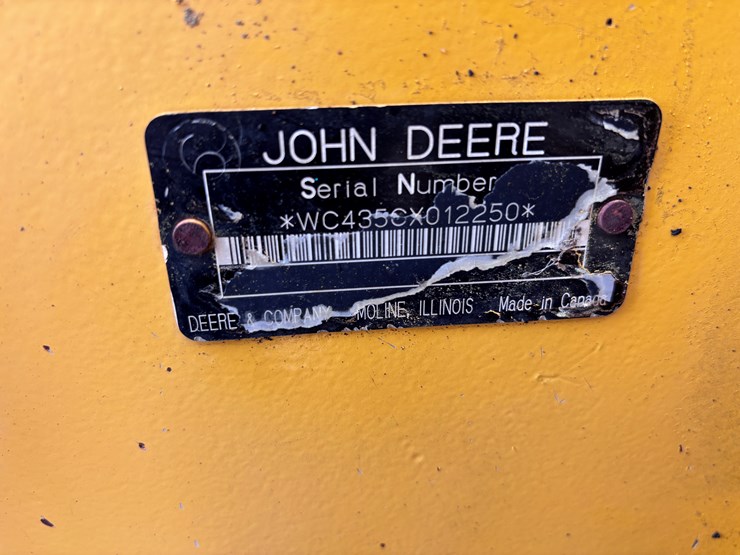 JOHN DEERE
Serial Number
*WC435CX012250*
DEERE & COMPANY MOLINE, ILLINOIS Made in Canada